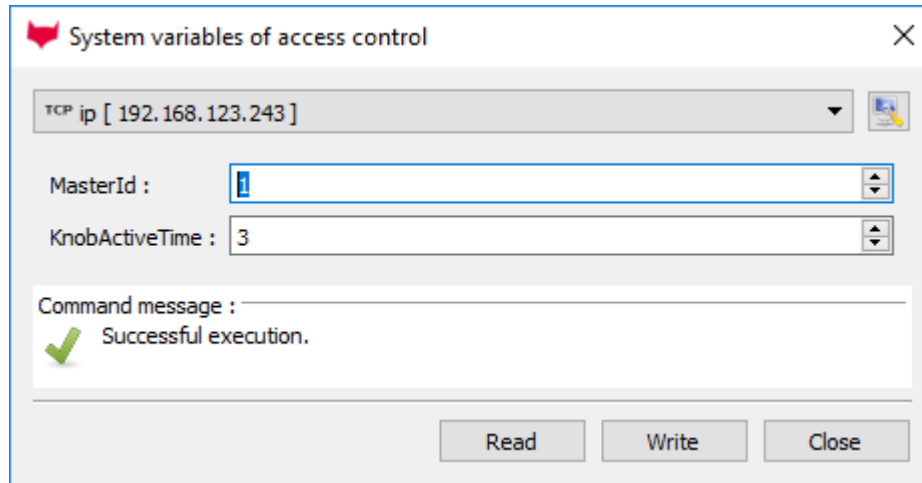 System variables of access control
TCP ip [ 192.168.123.243 ]
MasterId : 1
KnobActiveTime : 3
Command message :
Successful execution.
Read Write Close